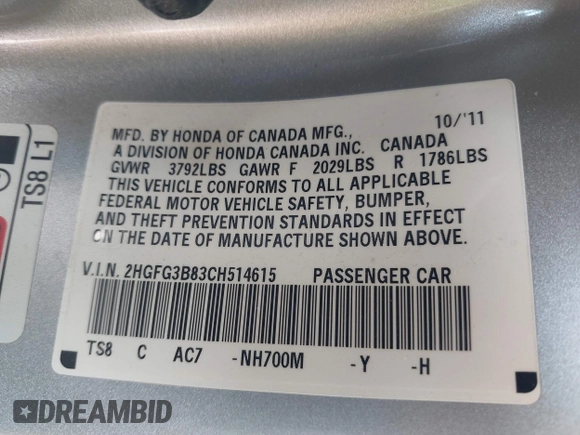 10/'11
MFD. BY HONDA OF CANADA MFG.,
A DIVISION OF HONDA CANADA INC. CANADA
GVWR 3792LBS GAWR F 2029LBS R 1786LBS
THIS VEHICLE CONFORMS TO ALL APPLICABLE
FEDERAL MOTOR VEHICLE SAFETY, BUMPER,
AND THEFT PREVENTION STANDARDS IN EFFECT
ON THE DATE OF MANUFACTURE SHOWN ABOVE.
V.I.N. 2HGFG3B83CH514615 PASSENGER CAR
TS8 C AC7 -NH700M -Y -H
TS8 L1
DREAMBID